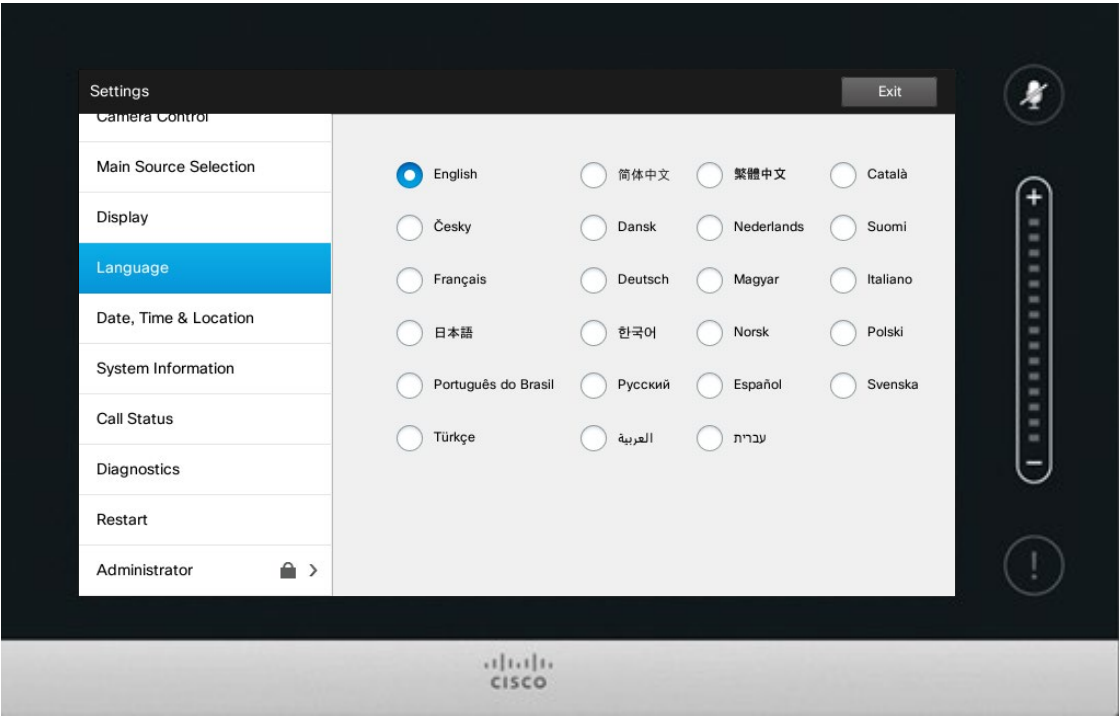 Settings
Exit
Camera Control
Main Source Selection
Display
Language
Date, Time & Location
System Information
Call Status
Diagnostics
Restart
Administrator
English
简体中文
繁體中文
Català
Česky
Dansk
Nederlands
Suomi
Français
Deutsch
Magyar
Italiano
日本語
한국어
Norsk
Polski
Português do Brasil
Русский
Español
Svenska
Türkçe
العربية
עברית
+
−
!
CISCO